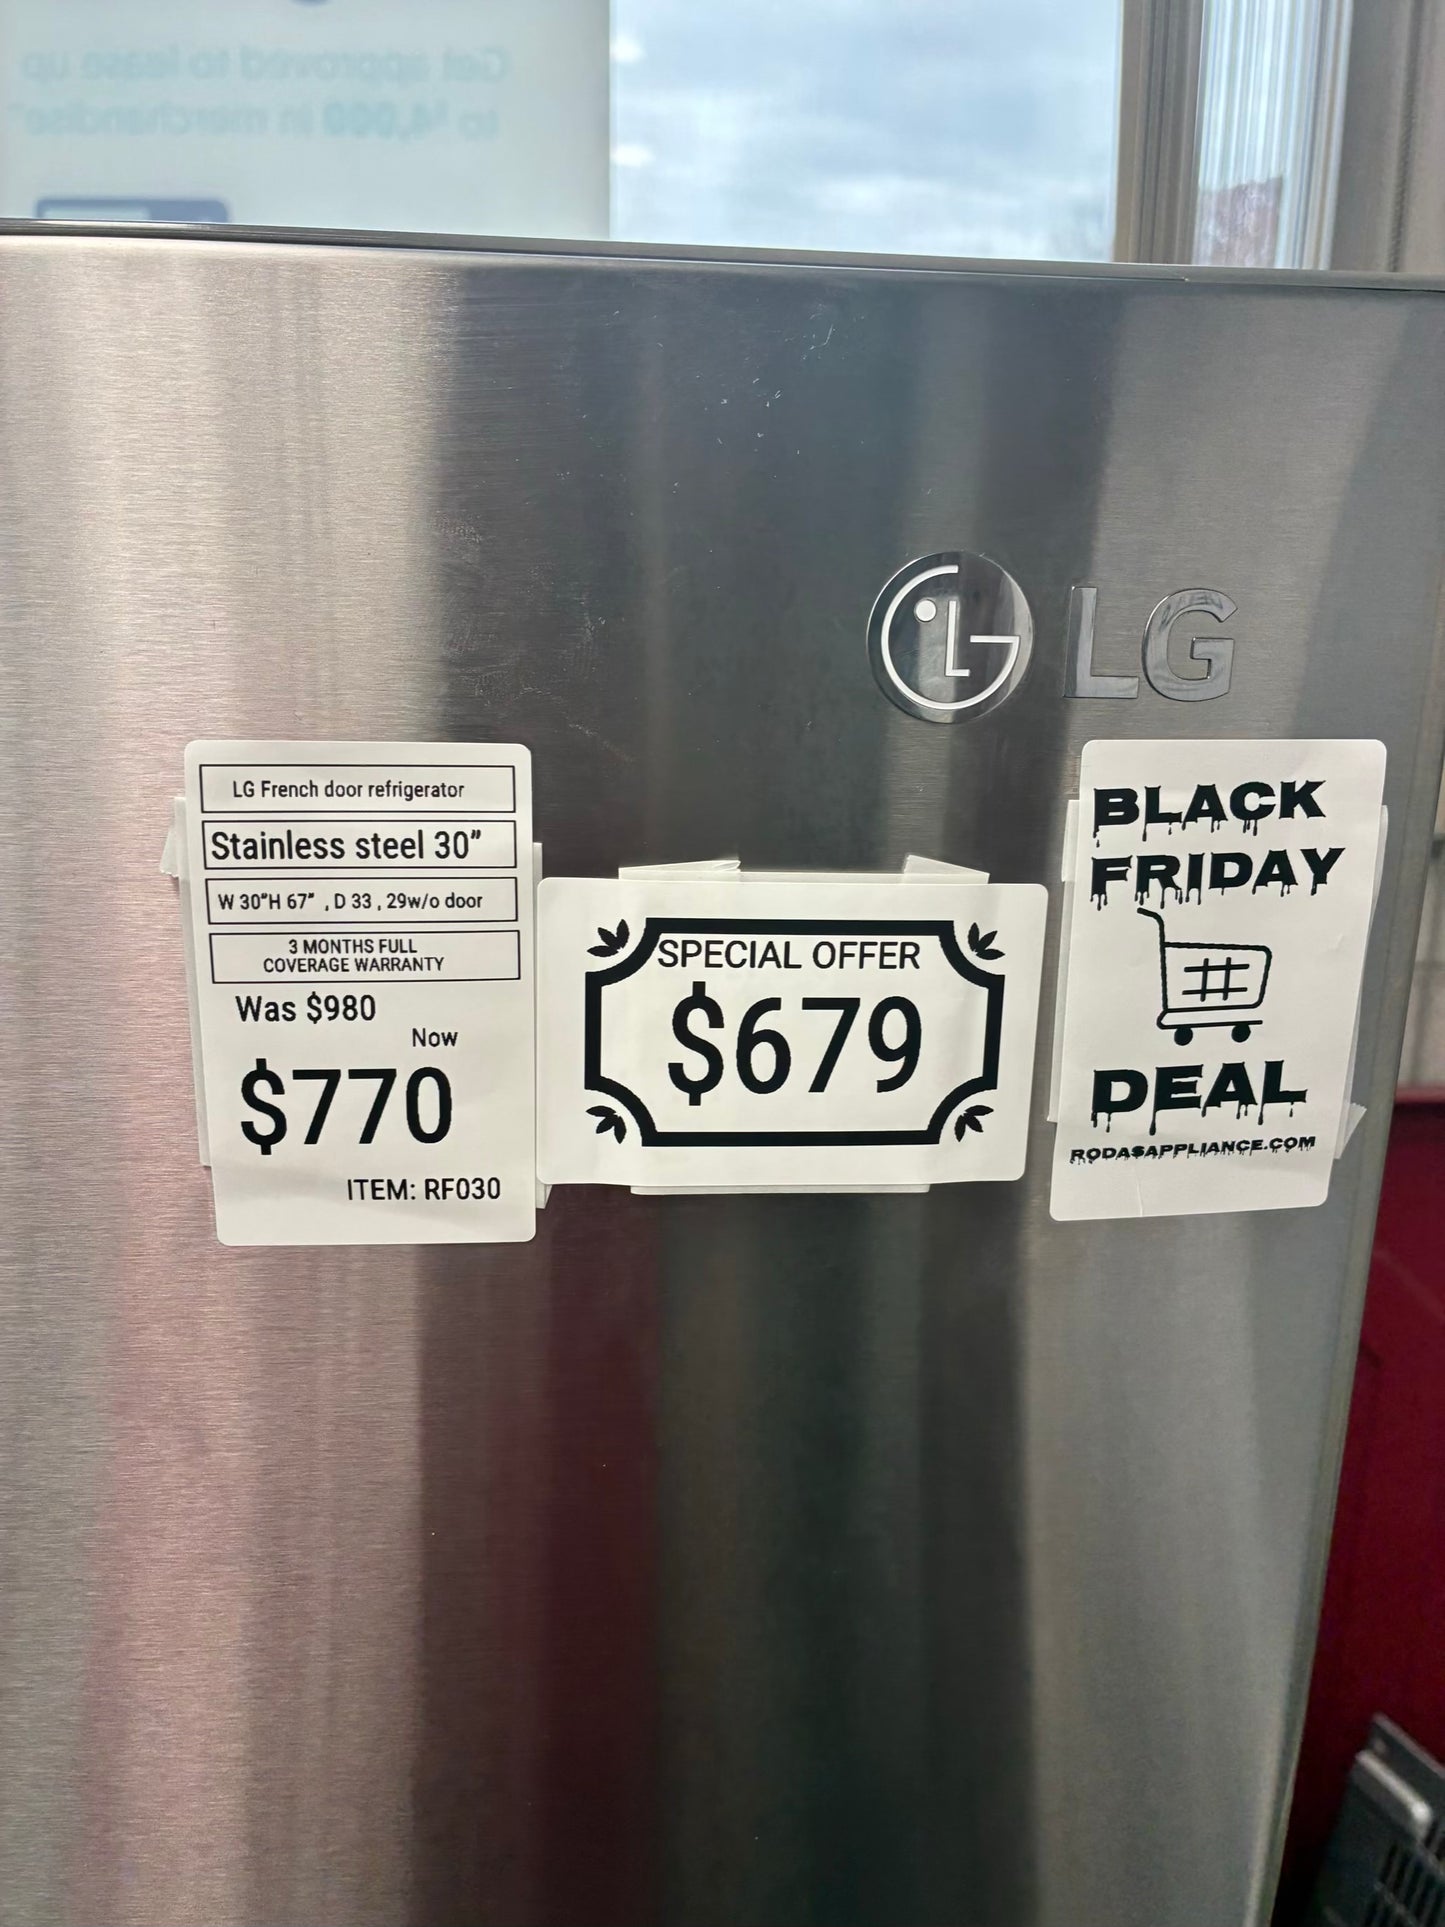 Get approved to lease up
to $4,000 in merchandise*
LG
LG
LG French door refrigerator
Stainless steel 30”
W 30”H 67” , D 33 , 29w/o door
3 MONTHS FULL
COVERAGE WARRANTY
Was $980
Now
$770
ITEM: RF030
SPECIAL OFFER
$679
BLACK
FRIDAY
DEAL
RODASAPPLIANCE.COM